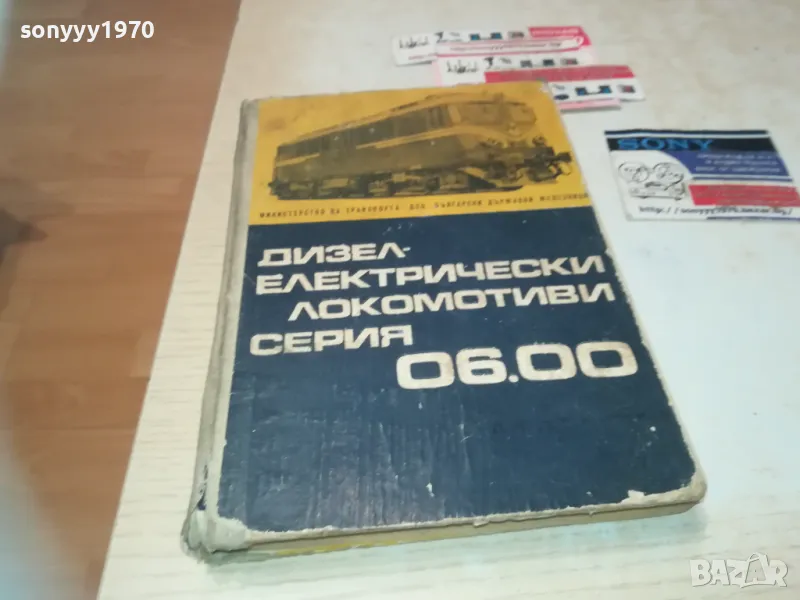 sonyyy1970
SONY
МИНИСТЕРСТВО НА ТРАНСПОРТА ДСО БЪЛГАРСКИ ДЪРЖАВНИ ЖЕЛЕЗНИЦИ
ДИЗЕЛ-
ЕЛЕКТРИЧЕСКИ
ЛОКОМОТИВИ
СЕРИЯ
06.00
BAZAR